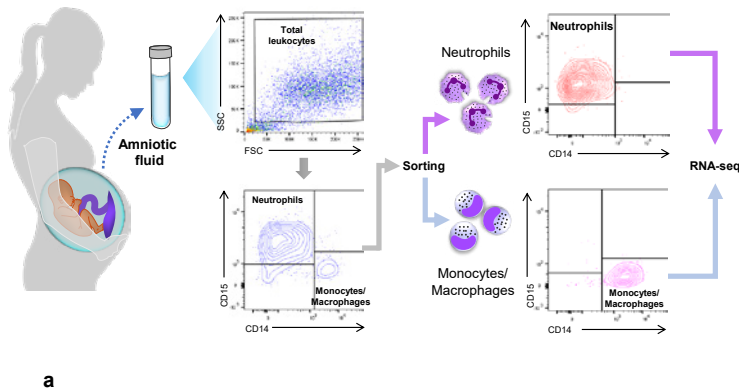 Total
leukocytes
SSC
FSC
Amniotic
fluid
Neutrophils
Monocytes/
Macrophages
CD15
CD14
Sorting
Neutrophils
Monocytes/
Macrophages
Neutrophils
CD15
CD14
RNA-seq
Monocytes/
Macrophages
CD15
CD14
a